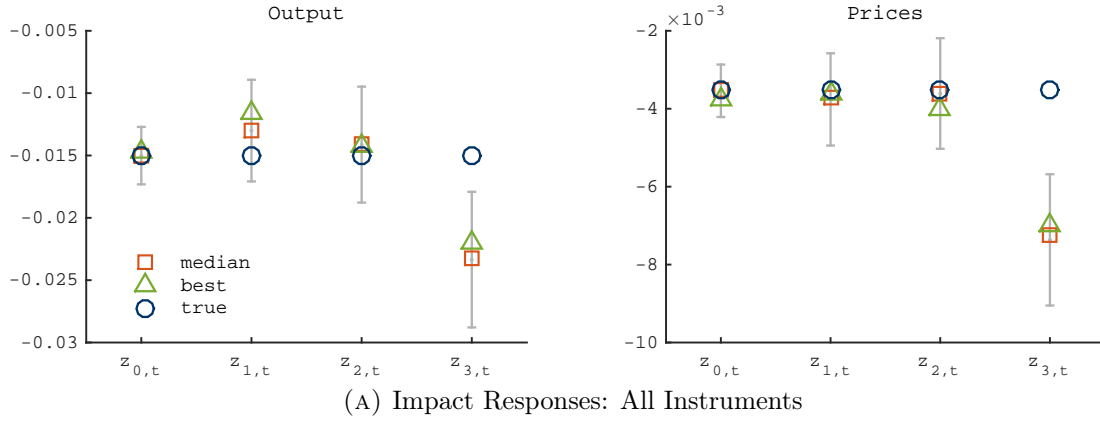 Output
-0.005
-0.01
-0.015
-0.02
-0.025
-0.03
median
best
true
z0,t z1,t z2,t z3,t
×10-3
Prices
-2
-4
-6
-8
-10
z0,t z1,t z2,t z3,t
(A) Impact Responses: All Instruments